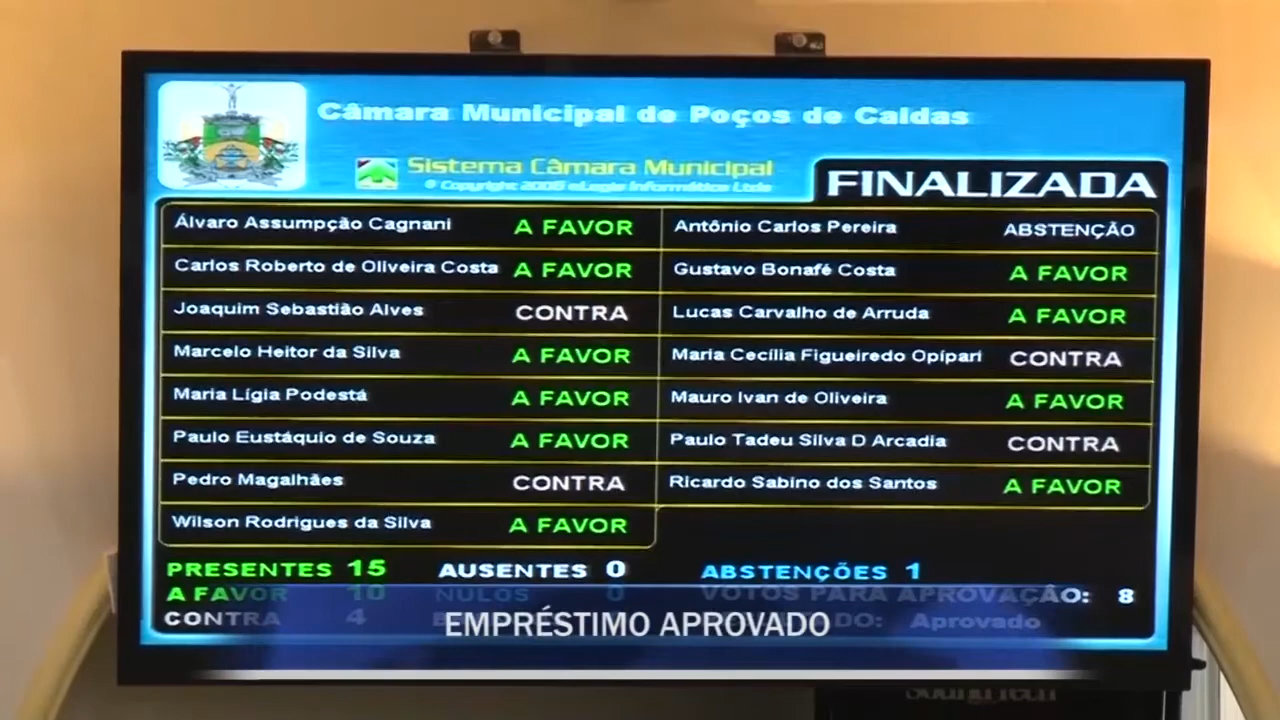 Câmara Municipal de Poços de Caldas
Sistema Câmara Municipal
© Copyright 2006 eLegis Informática Ltda
FINALIZADA
Álvaro Assumpção Cagnani A FAVOR
Antônio Carlos Pereira ABSTENÇÃO
Carlos Roberto de Oliveira Costa A FAVOR
Gustavo Bonafé Costa A FAVOR
Joaquim Sebastião Alves CONTRA
Lucas Carvalho de Arruda A FAVOR
Marcelo Heitor da Silva A FAVOR
Maria Cecília Figueiredo Opípari CONTRA
Maria Lígia Podestá A FAVOR
Mauro Ivan de Oliveira A FAVOR
Paulo Eustáquio de Souza A FAVOR
Paulo Tadeu Silva D Arcadia CONTRA
Pedro Magalhães CONTRA
Ricardo Sabino dos Santos A FAVOR
Wilson Rodrigues da Silva A FAVOR
PRESENTES 15 AUSENTES 0 ABSTENÇÕES 1
A FAVOR 10 NULOS 0 VOTOS PARA APROVAÇÃO: 8
CONTRA 4 Aprovado
EMPRÉSTIMO APROVADO